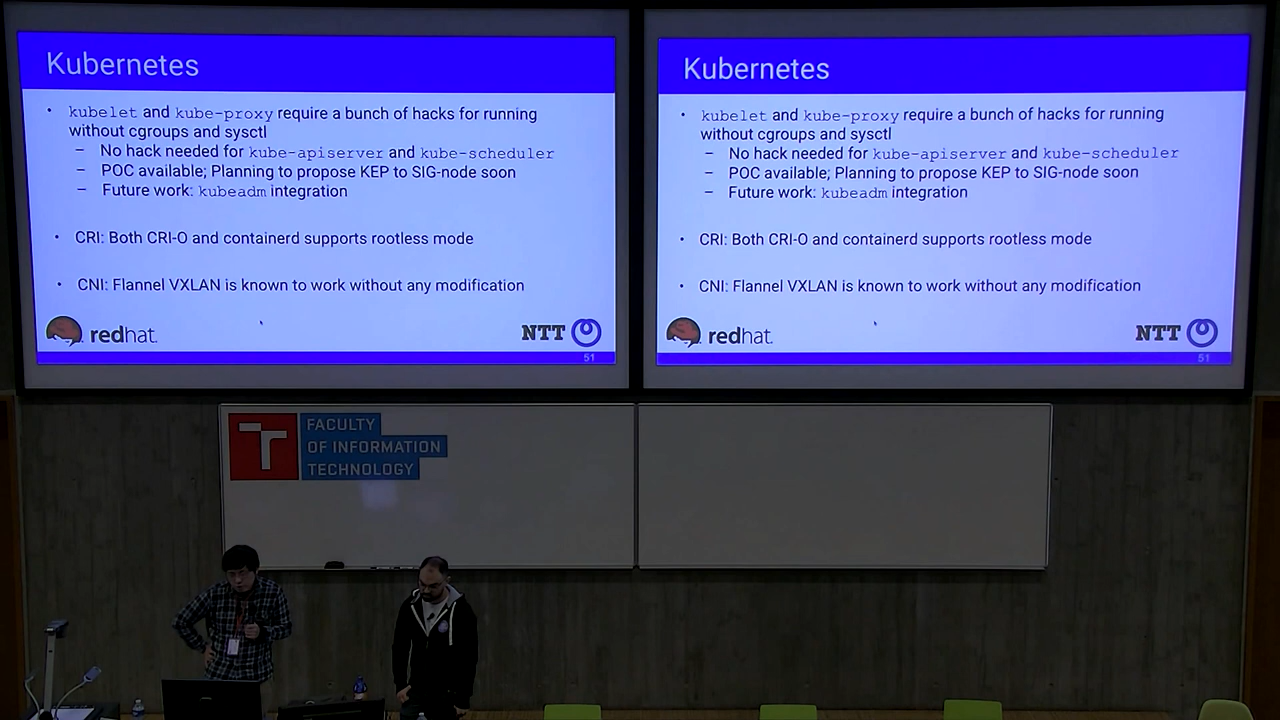 Kubernetes
• kubelet and kube-proxy require a bunch of hacks for running
without cgroups and sysctl
– No hack needed for kube-apiserver and kube-scheduler
– POC available; Planning to propose KEP to SIG-node soon
– Future work: kubeadm integration
• CRI: Both CRI-O and containerd supports rootless mode
• CNI: Flannel VXLAN is known to work without any modification
redhat.
NTT
51
Kubernetes
• kubelet and kube-proxy require a bunch of hacks for running
without cgroups and sysctl
– No hack needed for kube-apiserver and kube-scheduler
– POC available; Planning to propose KEP to SIG-node soon
– Future work: kubeadm integration
• CRI: Both CRI-O and containerd supports rootless mode
• CNI: Flannel VXLAN is known to work without any modification
redhat.
NTT
51
FACULTY
OF INFORMATION
TECHNOLOGY